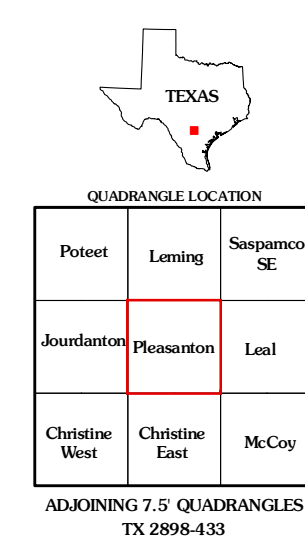 TEXAS
QUADRANGLE LOCATION
Poteet
Leming
Saspamco
SE
Jourdanton
Pleasanton
Leal
Christine
West
Christine
East
McCoy
ADJOINING 7.5' QUADRANGLES
TX 2898-433